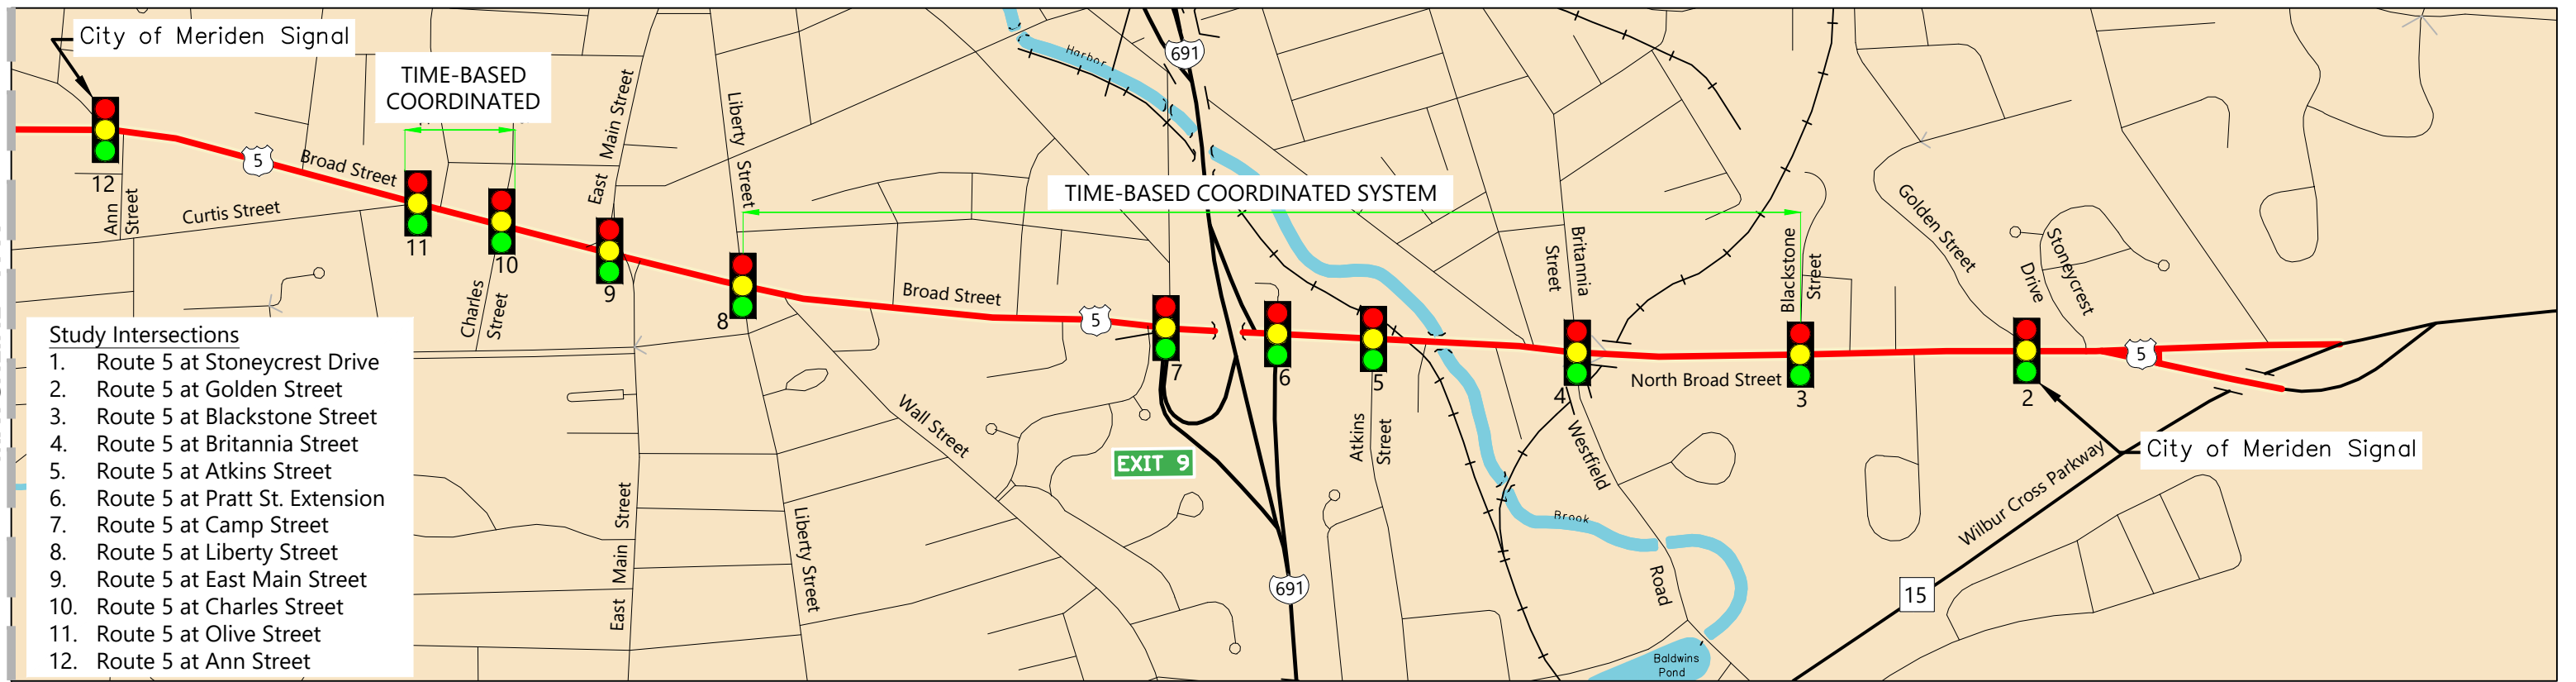 City of Meriden Signal
TIME-BASED
COORDINATED
12
Ann
Street
5
Broad Street
Curtis Street
11
10
Charles
Street
East Main Street
9
Liberty
Street
8
Broad Street
5
Harbor
691
TIME-BASED COORDINATED SYSTEM
7
6
5
Atkins
Street
Britannia
Street
4
Westfield
Road
Blackstone
Street
3
North Broad Street
Golden Street
Stoneycrest
Drive
2
5
City of Meriden Signal
Wilbur Cross Parkway
15
Brook
Baldwins
Pond
Wall Street
EXIT 9
691
Liberty Street
East Main Street
Study Intersections
1. Route 5 at Stoneycrest Drive
2. Route 5 at Golden Street
3. Route 5 at Blackstone Street
4. Route 5 at Britannia Street
5. Route 5 at Atkins Street
6. Route 5 at Pratt St. Extension
7. Route 5 at Camp Street
8. Route 5 at Liberty Street
9. Route 5 at East Main Street
10. Route 5 at Charles Street
11. Route 5 at Olive Street
12. Route 5 at Ann Street